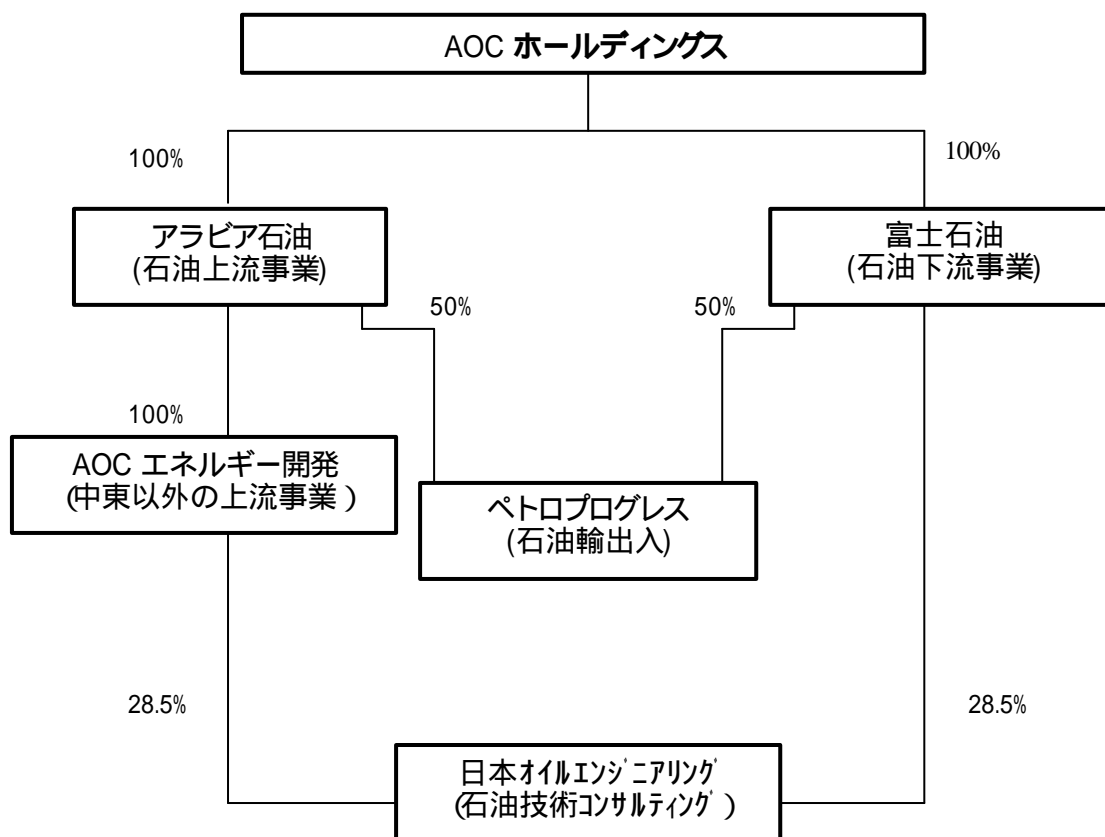 AOC ホールディングス
100%
100%
アラビア石油
(石油上流事業)
富士石油
(石油下流事業)
50%
50%
100%
AOC エネルギー開発
(中東以外の上流事業)
ペトロプログレス
(石油輸出入)
28.5%
28.5%
日本オイルエンジニアリング
(石油技術コンサルティング)